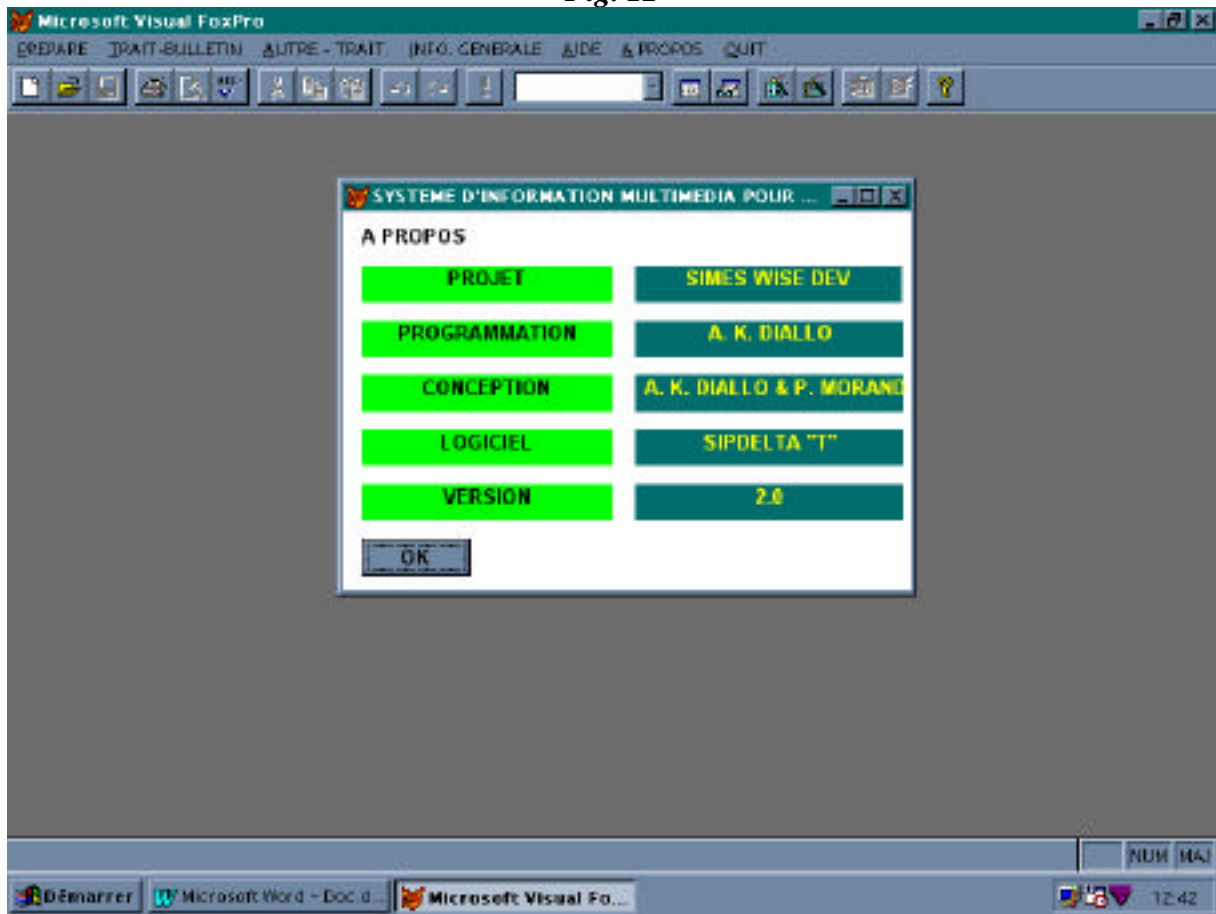 Microsoft Visual FoxPro
PREPARE TRAIT-BULLETIN AUTRE - TRAIT. INFO. GENERALE AIDE A PROPOS QUIT
SYSTEME D'INFORMATION MULTIMEDIA POUR ...
A PROPOS
PROJET SIMES WISE DEV
PROGRAMMATION A. K. DIALLO
CONCEPTION A. K. DIALLO & P. MORAND
LOGICIEL SIPDELTA "T"
VERSION 2.0
OK
NUM MAJ
Démarrer Microsoft Word - Doc.d... Microsoft Visual Fo... 12:42